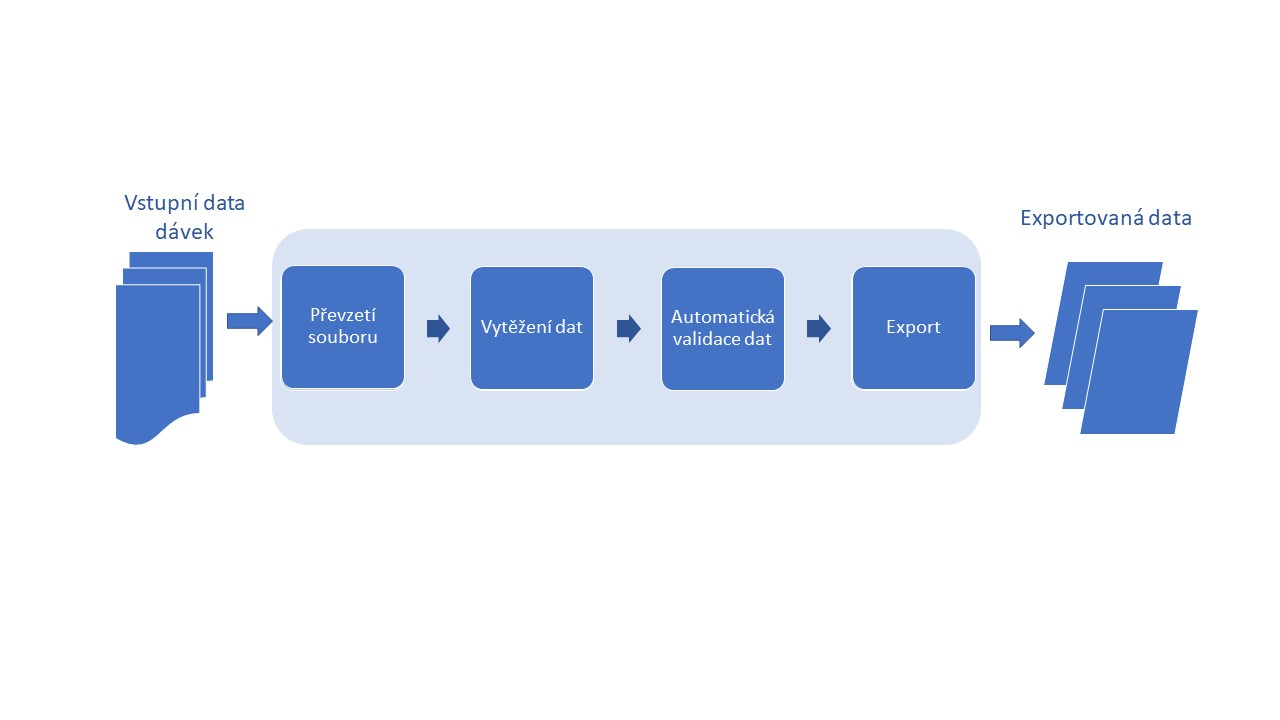 Vstupní data
dávek
Převzetí
souboru
Vytěžení dat
Automatická
validace dat
Export
Exportovaná data